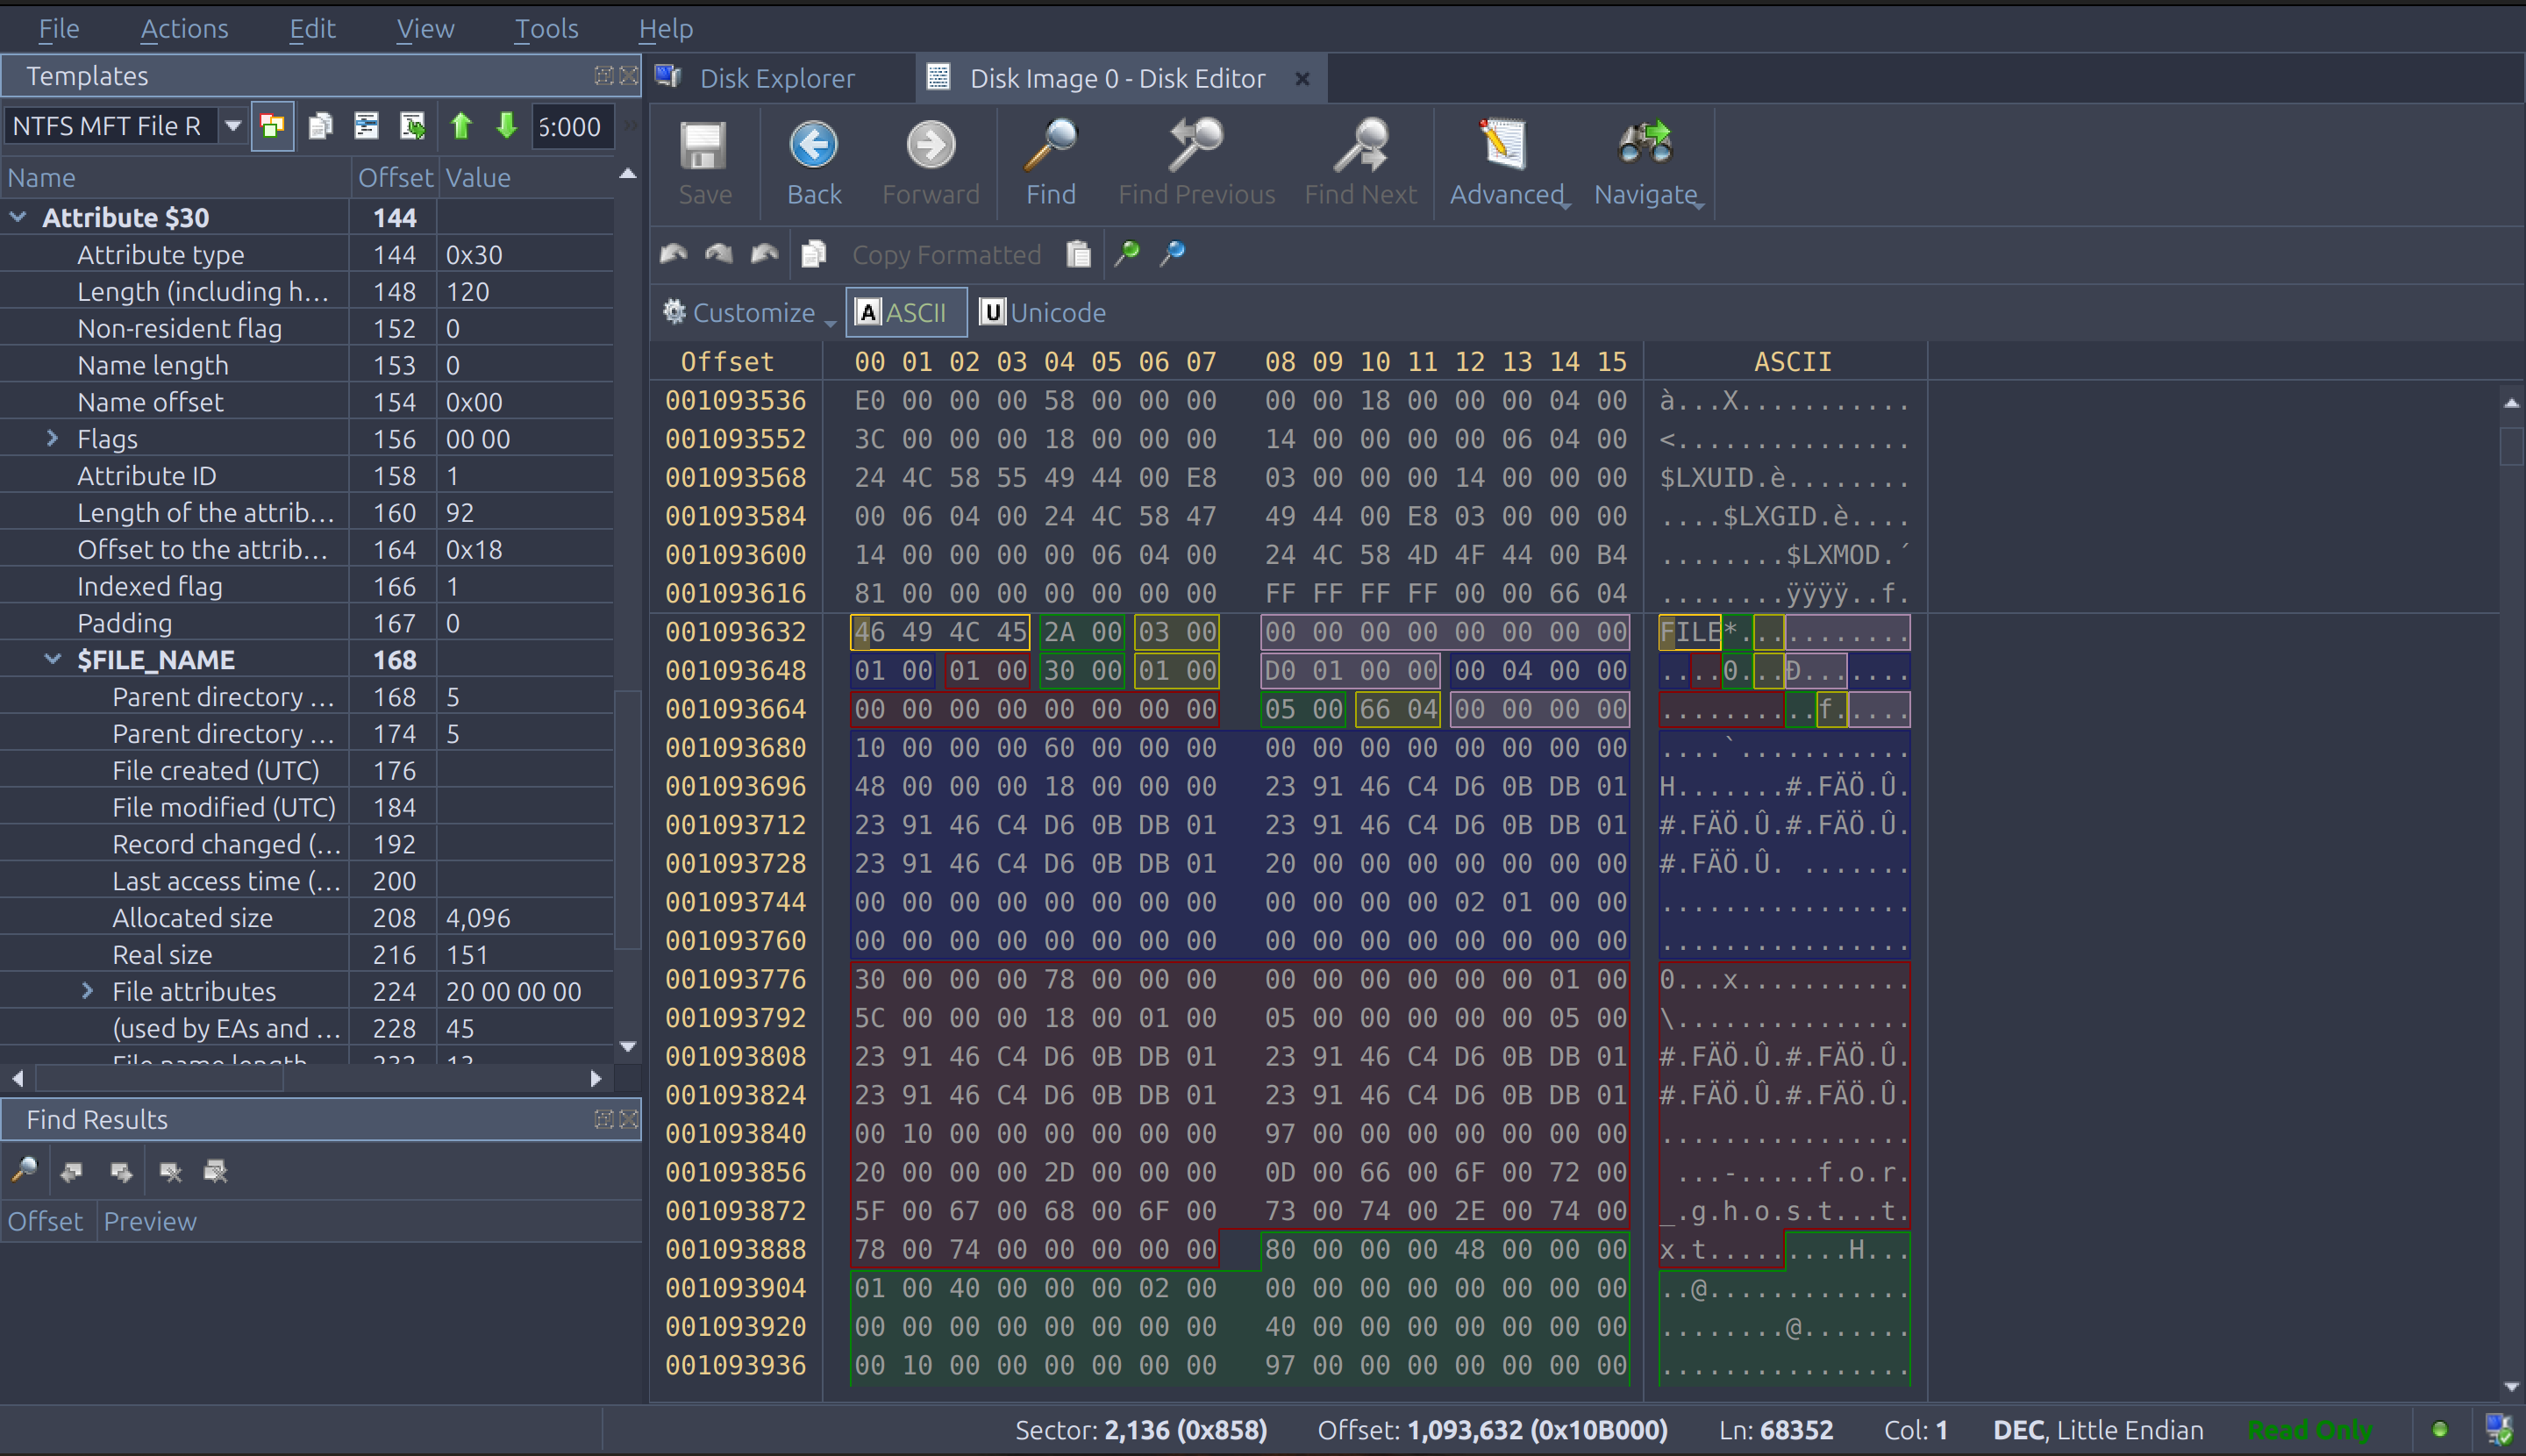 File Actions Edit View Tools Help
Templates
NTFS MFT File R 6:000
Name Offset Value
Attribute $30 144
Attribute type 144 0x30
Length (including h... 148 120
Non-resident flag 152 0
Name length 153 0
Name offset 154 0x00
Flags 156 00 00
Attribute ID 158 1
Length of the attrib... 160 92
Offset to the attrib... 164 0x18
Indexed flag 166 1
Padding 167 0
$FILE_NAME 168
Parent directory ... 168 5
Parent directory ... 174 5
File created (UTC) 176
File modified (UTC) 184
Record changed (... 192
Last access time (... 200
Allocated size 208 4,096
Real size 216 151
File attributes 224 20 00 00 00
(used by EAs and ... 228 45
File name length 232 13
Find Results
Offset Preview
Disk Explorer Disk Image 0 - Disk Editor
Save Back Forward Find Find Previous Find Next Advanced Navigate
Copy Formatted
Customize A ASCII U Unicode
Offset 00 01 02 03 04 05 06 07 08 09 10 11 12 13 14 15 ASCII
001093536 E0 00 00 00 58 00 00 00 00 00 18 00 00 00 04 00 à...X...........
001093552 3C 00 00 00 18 00 00 00 14 00 00 00 00 06 04 00 <...............
001093568 24 4C 58 55 49 44 00 E8 03 00 00 00 14 00 00 00 $LXUID.è........
001093584 00 06 04 00 24 4C 58 47 49 44 00 E8 03 00 00 00 ....$LXGID.è....
001093600 14 00 00 00 00 06 04 00 24 4C 58 4D 4F 44 00 B4 ........$LXMOD.´
001093616 81 00 00 00 00 00 00 00 FF FF FF FF 00 00 66 04 ........ÿÿÿÿ..f.
001093632 46 49 4C 45 2A 00 03 00 00 00 00 00 00 00 00 00 FILE*...........
001093648 01 00 01 00 30 00 01 00 D0 01 00 00 00 04 00 00 ....0...Ð.......
001093664 00 00 00 00 00 00 00 00 05 00 66 04 00 00 00 00 ..........f.....
001093680 10 00 00 00 60 00 00 00 00 00 00 00 00 00 00 00 ....`...........
001093696 48 00 00 00 18 00 00 00 23 91 46 C4 D6 0B DB 01 H.......#.FÄÖ.Û.
001093712 23 91 46 C4 D6 0B DB 01 23 91 46 C4 D6 0B DB 01 #.FÄÖ.Û.#.FÄÖ.Û.
001093728 23 91 46 C4 D6 0B DB 01 20 00 00 00 00 00 00 00 #.FÄÖ.Û. .......
001093744 00 00 00 00 00 00 00 00 00 00 00 00 02 01 00 00 ................
001093760 00 00 00 00 00 00 00 00 00 00 00 00 00 00 00 00 ................
001093776 30 00 00 00 78 00 00 00 00 00 00 00 00 00 01 00 0...x...........
001093792 5C 00 00 00 18 00 01 00 05 00 00 00 00 00 05 00 \...............
001093808 23 91 46 C4 D6 0B DB 01 23 91 46 C4 D6 0B DB 01 #.FÄÖ.Û.#.FÄÖ.Û.
001093824 23 91 46 C4 D6 0B DB 01 23 91 46 C4 D6 0B DB 01 #.FÄÖ.Û.#.FÄÖ.Û.
001093840 00 10 00 00 00 00 00 00 97 00 00 00 00 00 00 00 ................
001093856 20 00 00 00 2D 00 00 00 0D 00 66 00 6F 00 72 00 ...-.....f.o.r.
001093872 5F 00 67 00 68 00 6F 00 73 00 74 00 2E 00 74 00 _.g.h.o.s.t...t.
001093888 78 00 74 00 00 00 00 00 80 00 00 00 48 00 00 00 x.t.........H...
001093904 01 00 40 00 00 00 02 00 00 00 00 00 00 00 00 00 ..@.............
001093920 00 00 00 00 00 00 00 00 40 00 00 00 00 00 00 00 ........@.......
001093936 00 10 00 00 00 00 00 00 97 00 00 00 00 00 00 00 ................
Sector: 2,136 (0x858) Offset: 1,093,632 (0x10B000) Ln: 68352 Col: 1 DEC, Little Endian Read Only